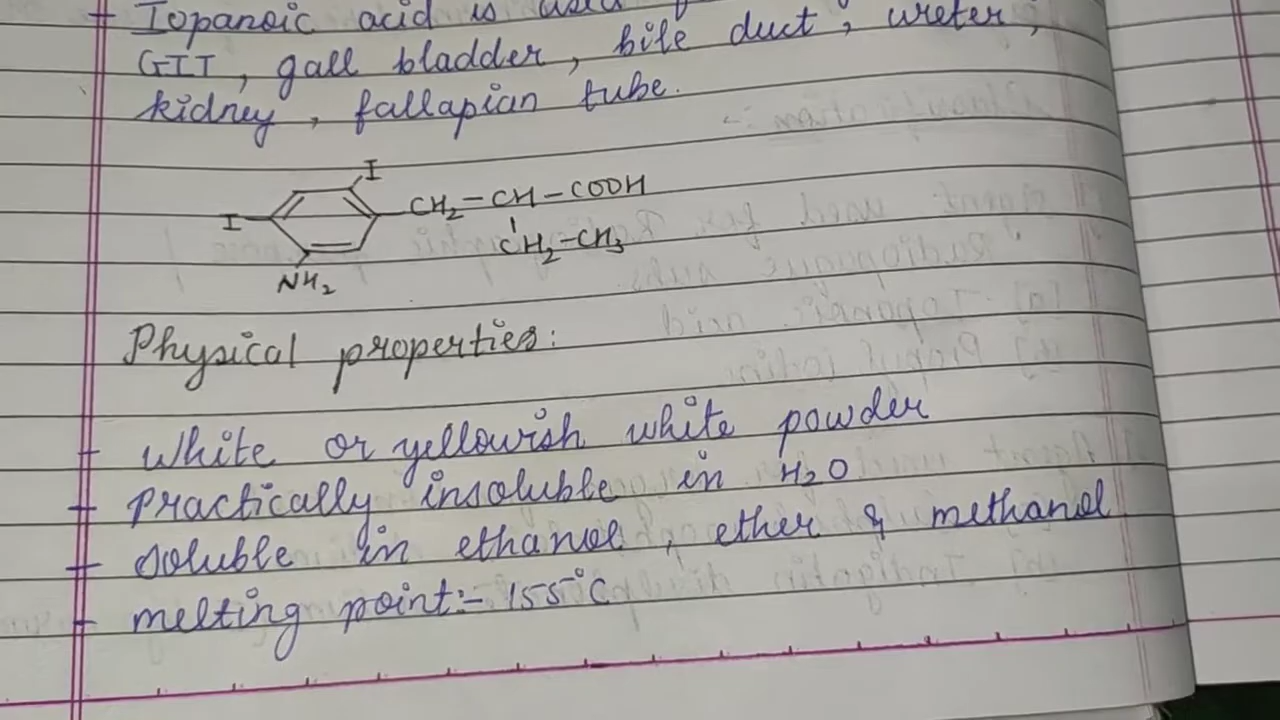 Iopanoic acid is used
GIT, gall bladder, bile duct, ureter,
kidney, fallapian tube.
I
I
CH2-CH-COOH
CH2-CH3
NH2
Physical properties:
white or yellowish white powder
practically insoluble in H2O
soluble in ethanol, ether & methanol
melting point:- 155°C